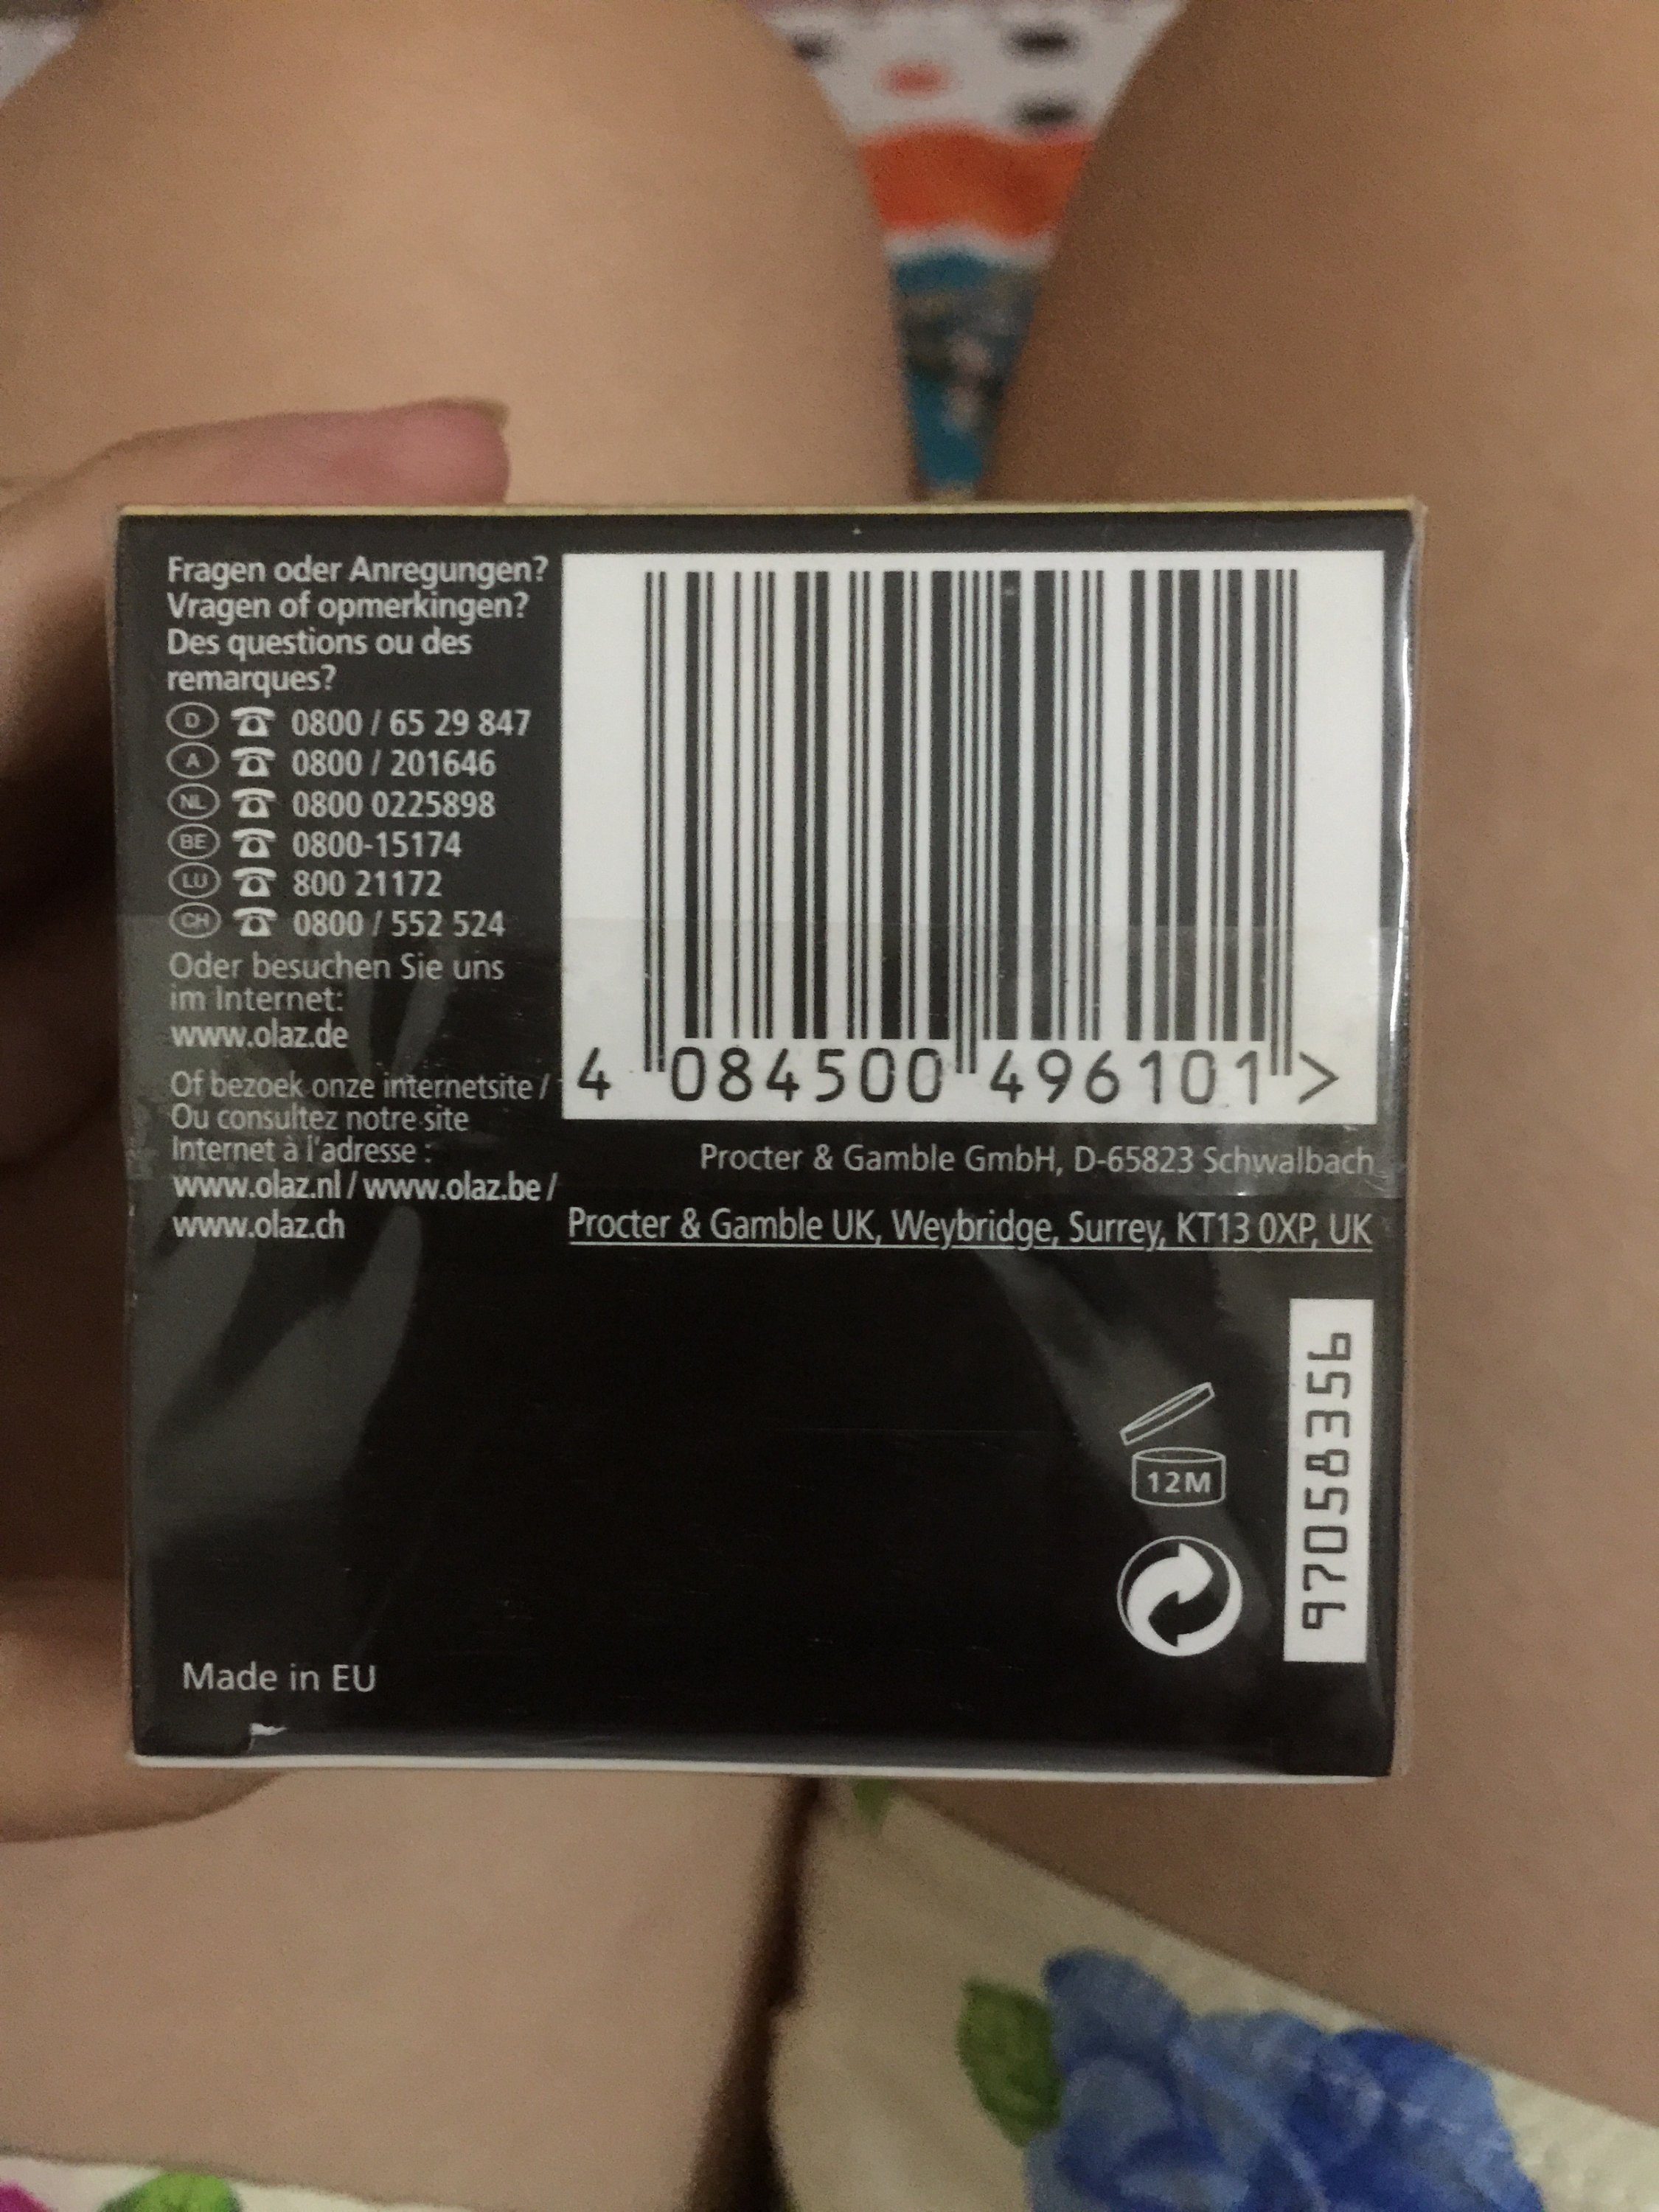 Fragen oder Anregungen?
Vragen of opmerkingen?
Des questions ou des
remarques?
D ☎ 0800 / 65 29 847
A ☎ 0800 / 201646
NL ☎ 0800 0225898
BE ☎ 0800-15174
LU ☎ 800 21172
CH ☎ 0800 / 552 524
Oder besuchen Sie uns
im Internet:
www.olaz.de
Of bezoek onze internetsite /
Ou consultez notre site
Internet à l'adresse :
www.olaz.nl / www.olaz.be /
www.olaz.ch
4 084500 496101 >
Procter & Gamble GmbH, D-65823 Schwalbach
Procter & Gamble UK, Weybridge, Surrey, KT13 0XP, UK
97058356
12M
Made in EU